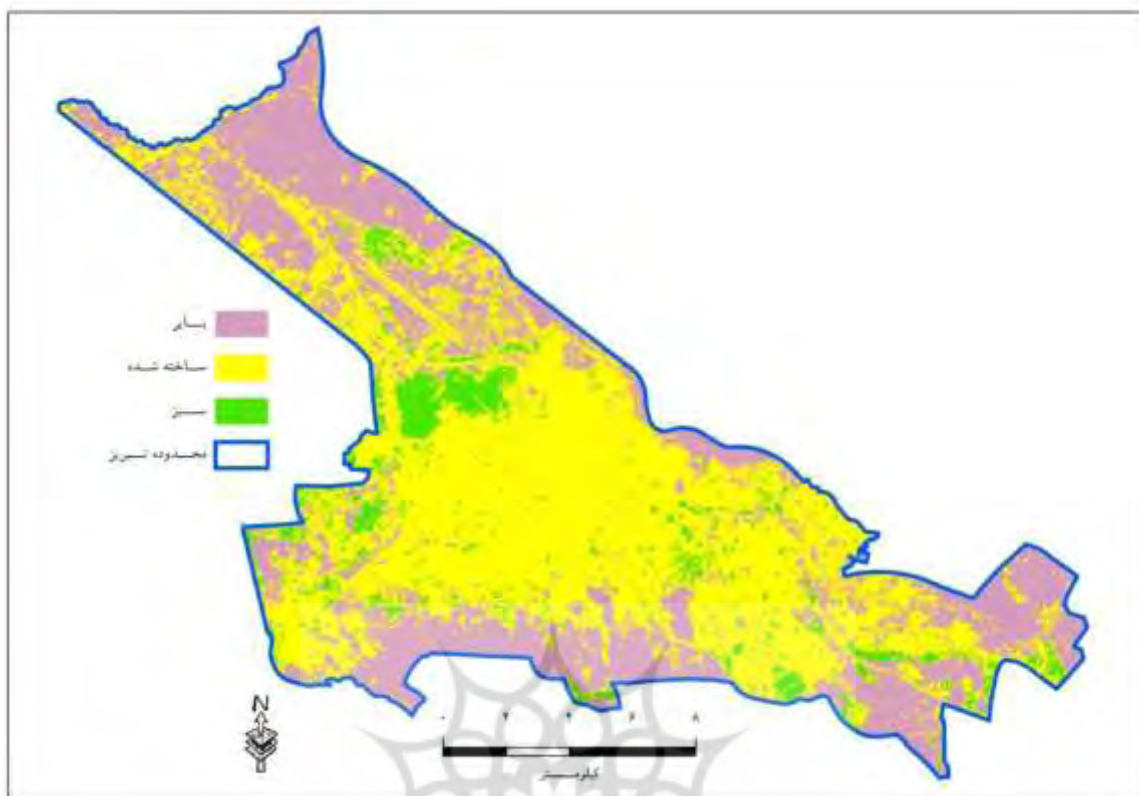 بایر
ساخته شده
سبز
محدوده تبریز
N
۰ ۲ ۴ ۶ ۸
کیلومتر